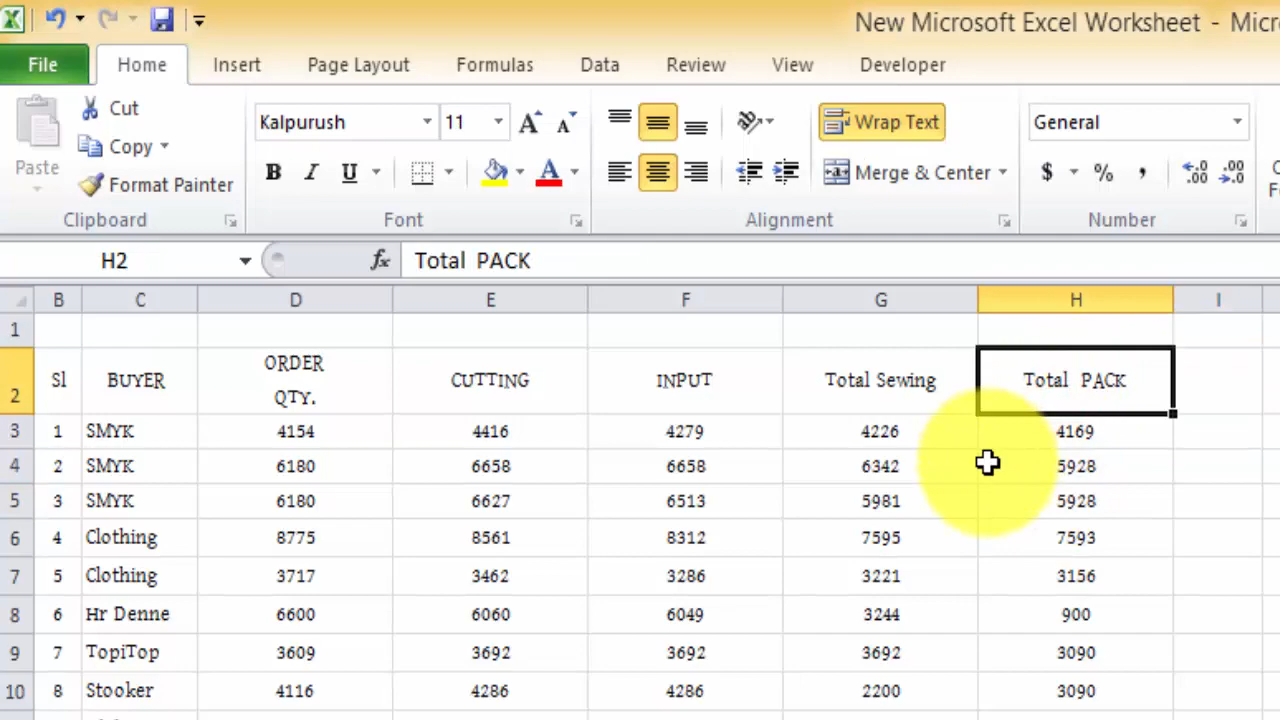 New Microsoft Excel Worksheet - Micr
File Home Insert Page Layout Formulas Data Review View Developer
Paste
Cut
Copy
Format Painter
Clipboard
Kalpurush 11 A A
B I U A
Font
Wrap Text
Merge & Center
Alignment
General
$ % , .0 .00 .00 .0
Number
H2 fx Total PACK
B C D E F G H I
1
2 Sl BUYER ORDER QTY. CUTTING INPUT Total Sewing Total PACK
3 1 SMYK 4154 4416 4279 4226 4169
4 2 SMYK 6180 6658 6658 6342 5928
5 3 SMYK 6180 6627 6513 5981 5928
6 4 Clothing 8775 8561 8312 7595 7593
7 5 Clothing 3717 3462 3286 3221 3156
8 6 Hr Denne 6600 6060 6049 3244 900
9 7 TopiTop 3609 3692 3692 3692 3090
10 8 Stooker 4116 4286 4286 2200 3090